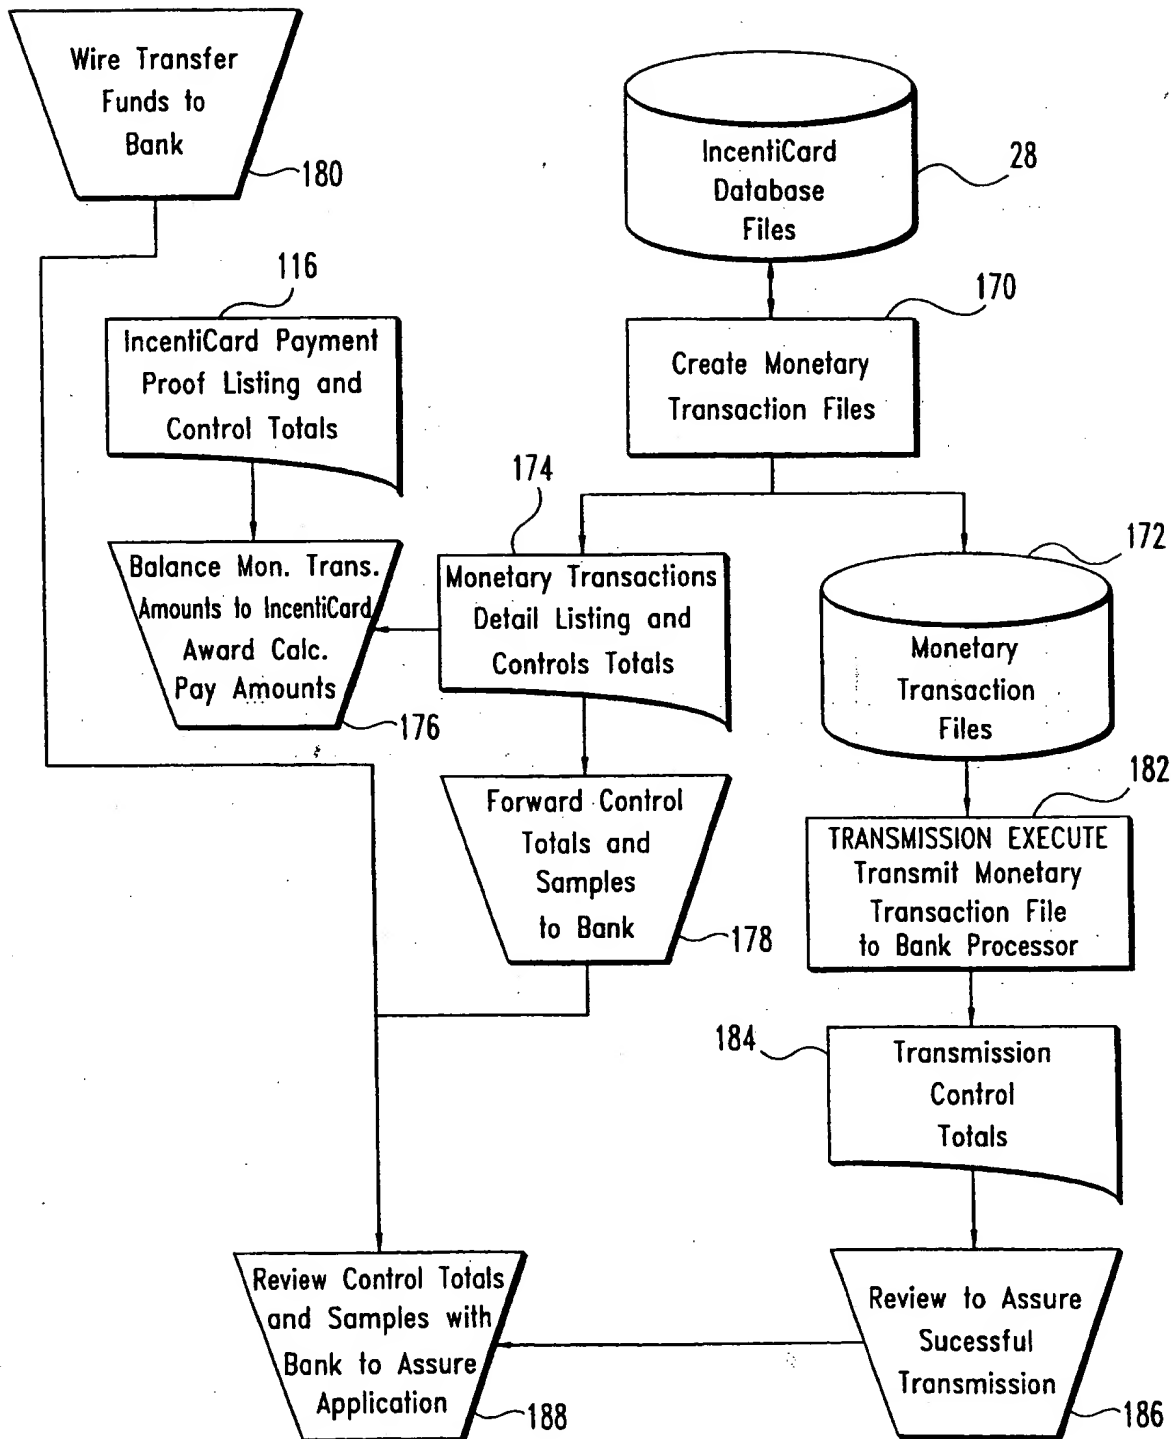 Wire Transfer
Funds to
Bank
180
IncentiCard
Database
Files
28
116
IncentiCard Payment
Proof Listing and
Control Totals
170
Create Monetary
Transaction Files
174
Balance Mon. Trans.
Amounts to IncentiCard
Award Calc.
Pay Amounts
176
Monetary Transactions
Detail Listing and
Controls Totals
172
Monetary
Transaction
Files
Forward Control
Totals and
Samples
to Bank
178
182
TRANSMISSION EXECUTE
Transmit Monetary
Transaction File
to Bank Processor
184
Transmission
Control
Totals
Review Control Totals
and Samples with
Bank to Assure
Application
188
Review to Assure
Sucessful
Transmission
186